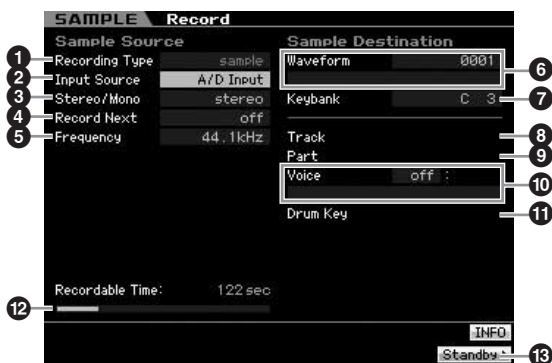 SAMPLE Record
Sample Source
Sample Destination
1 Recording Type sample
2 Input Source A/D Input
3 Stereo/Mono stereo
4 Record Next off
5 Frequency 44.1kHz
Waveform 0001 6
Keybank C 3 7
Track 8
Part 9
Voice off : 10
Drum Key 11
Recordable Time: 122 sec
12
INFO
Standby 13